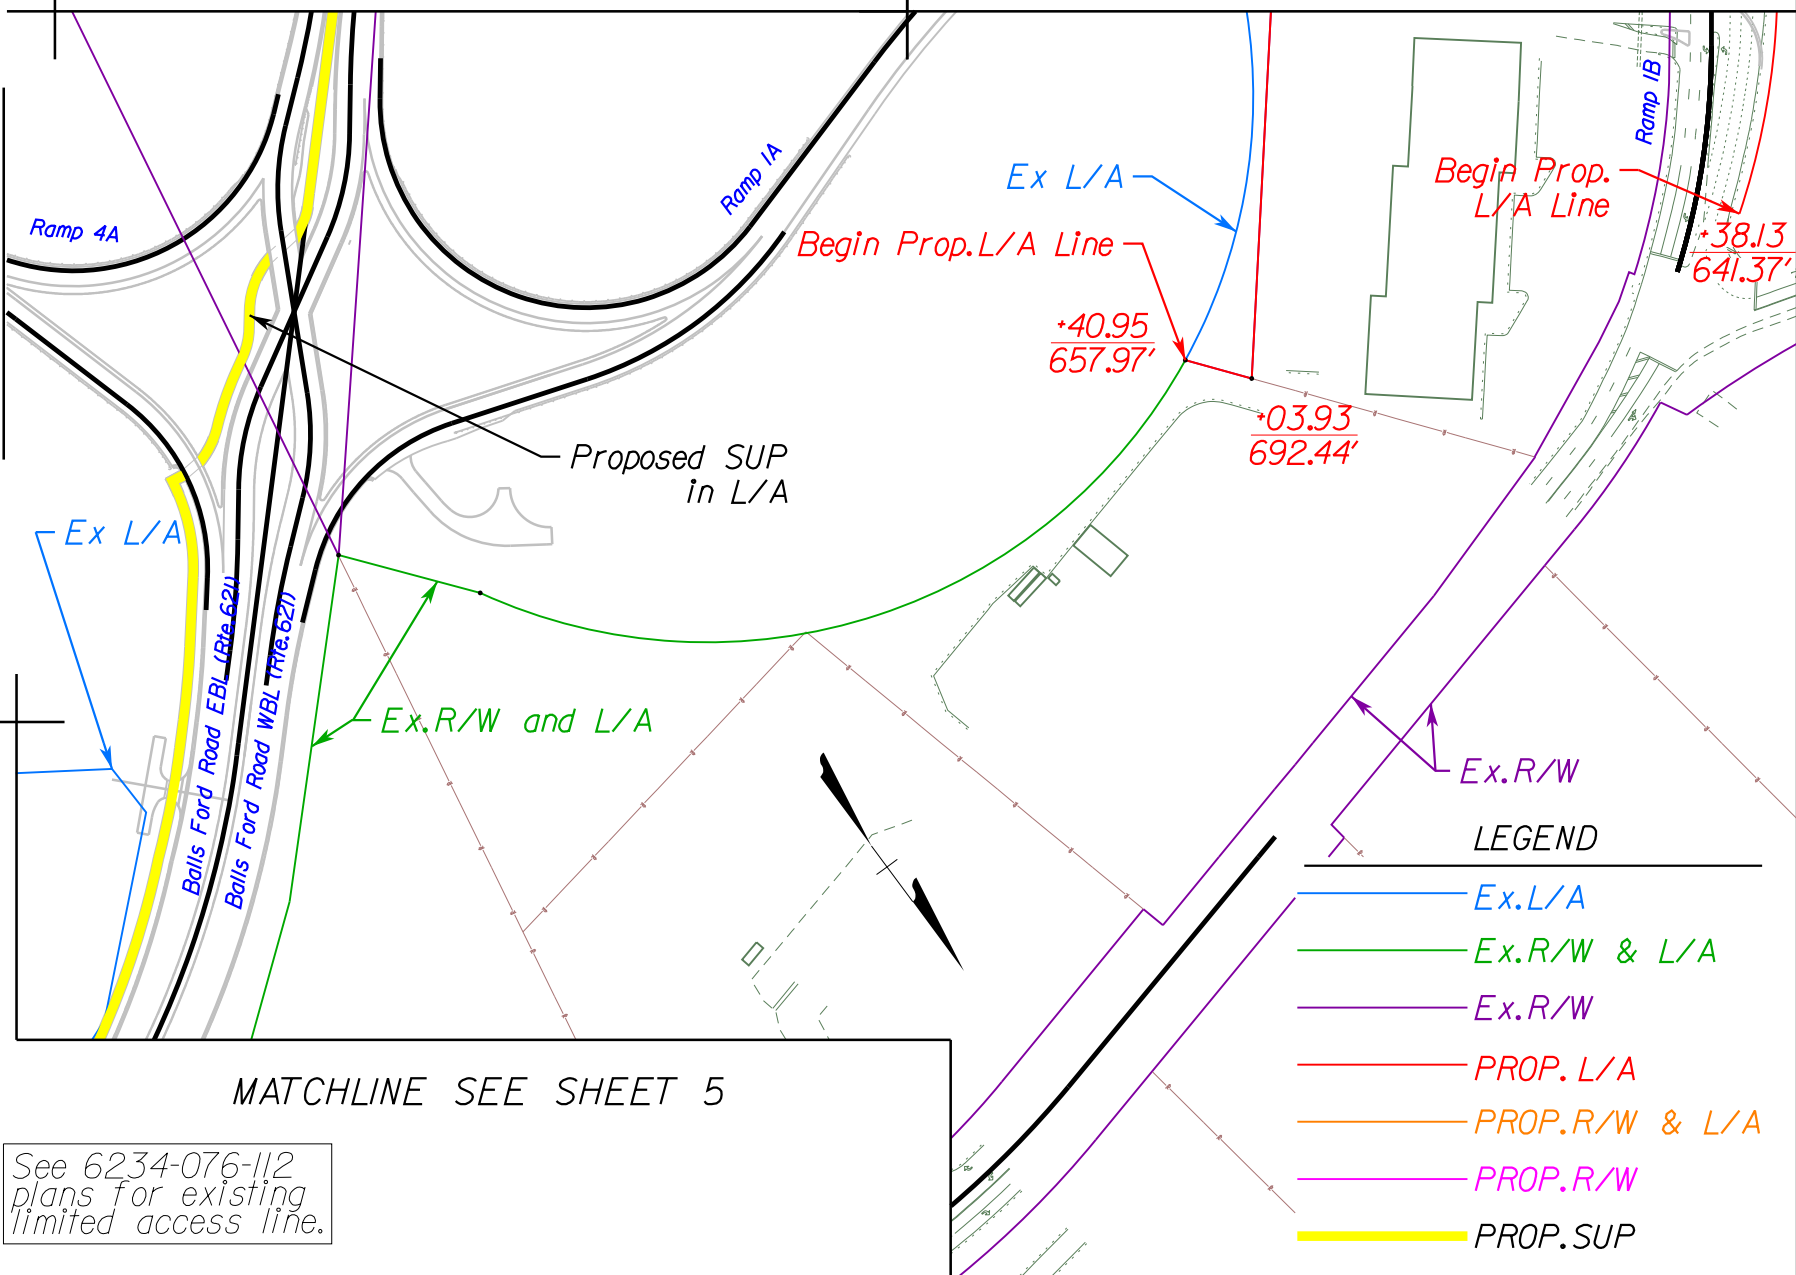 Ramp 4A
Ramp 1A
Ramp 1B
Ex L/A
Begin Prop. L/A Line
Begin Prop.
L/A Line
+38.13
641.37'
+40.95
657.97'
+03.93
692.44'
Proposed SUP
in L/A
Ex L/A
Balls Ford Road EBL (Rte.621)
Balls Ford Road WBL (Rte.621)
Ex.R/W and L/A
Ex.R/W
LEGEND
Ex.L/A
Ex.R/W & L/A
Ex.R/W
PROP. L/A
PROP.R/W & L/A
PROP.R/W
PROP.SUP
MATCHLINE SEE SHEET 5
See 6234-076-112
plans for existing
limited access line.